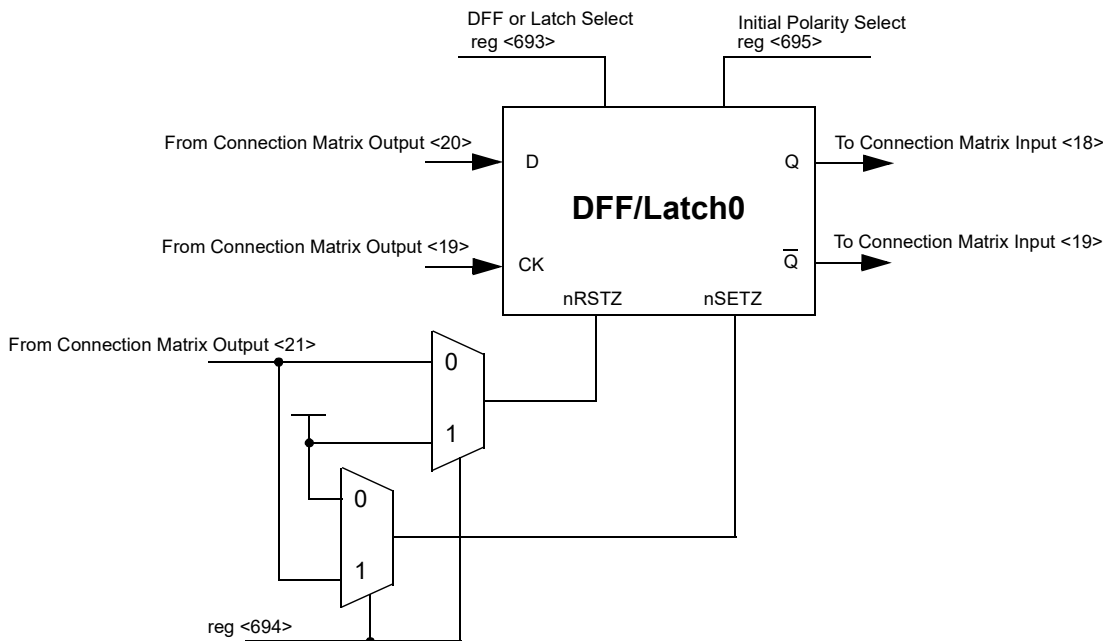 DFF or Latch Select
reg <693>
Initial Polarity Select
reg <695>
From Connection Matrix Output <20>
D
Q
To Connection Matrix Input <18>
DFF/Latch0
From Connection Matrix Output <19>
CK
Q
To Connection Matrix Input <19>
nRSTZ
nSETZ
From Connection Matrix Output <21>
0
1
0
1
reg <694>